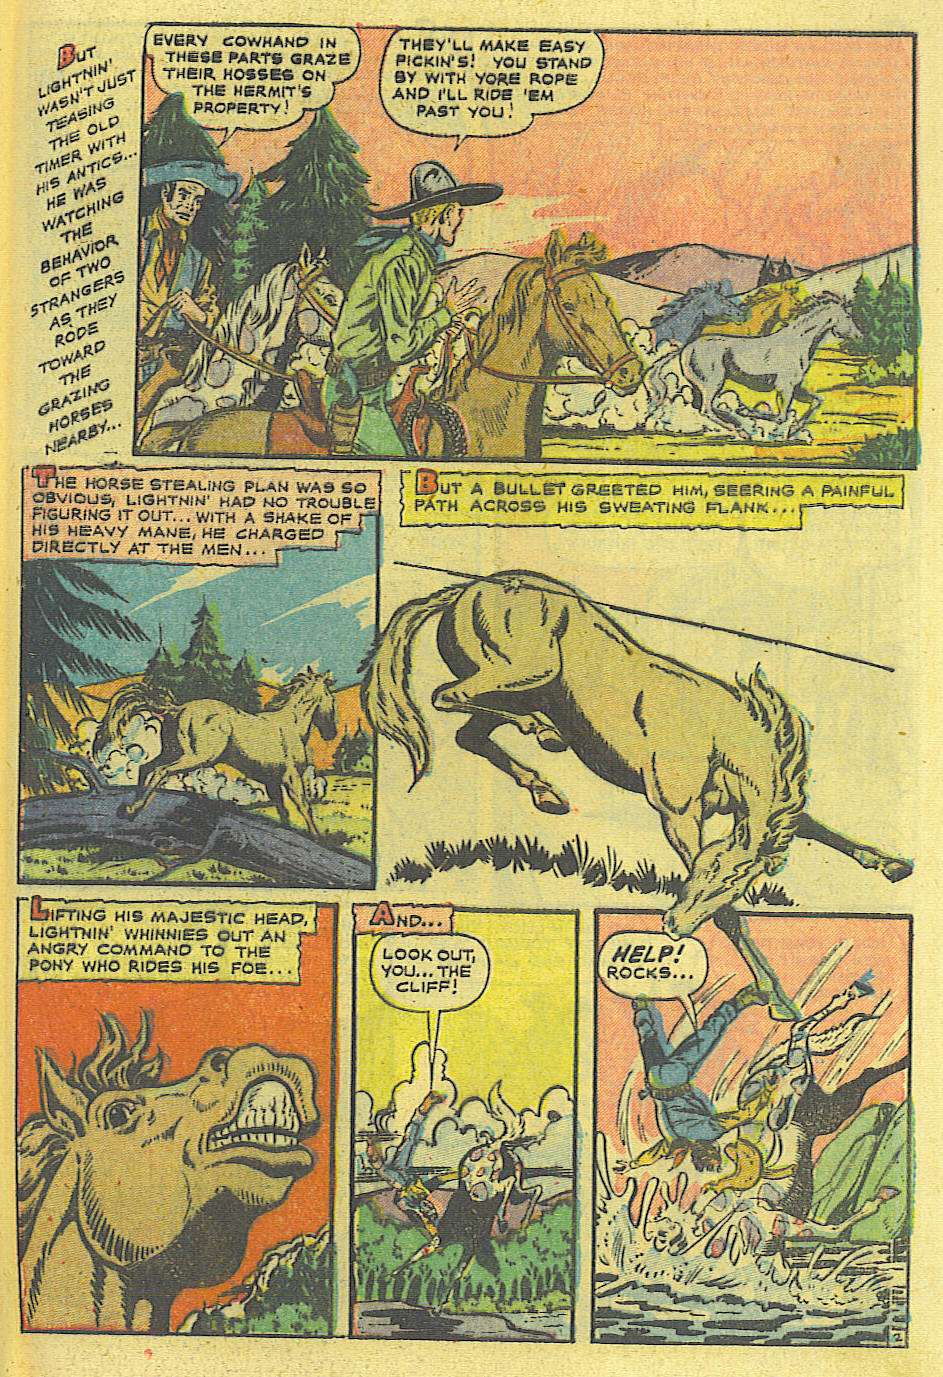 BUT
LIGHTNIN'
WASN'T JUST
TEASING
THE OLD
TIMER WITH
HIS ANTICS...
HE WAS
WATCHING
THE
BEHAVIOR
OF TWO
STRANGERS
AS THEY
RODE
TOWARD
THE
GRAZING
HORSES
NEARBY...
EVERY COWHAND IN
THESE PARTS GRAZE
THEIR HOSSES ON
THE HERMIT'S
PROPERTY!
THEY'LL MAKE EASY
PICKIN'S! YOU STAND
BY WITH YORE ROPE
AND I'LL RIDE 'EM
PAST YOU!
THE HORSE STEALING PLAN WAS SO
OBVIOUS, LIGHTNIN' HAD NO TROUBLE
FIGURING IT OUT... WITH A SHAKE OF
HIS HEAVY MANE, HE CHARGED
DIRECTLY AT THE MEN...
BUT A BULLET GREETED HIM, SEERING A PAINFUL
PATH ACROSS HIS SWEATING FLANK...
LIFTING HIS MAJESTIC HEAD,
LIGHTNIN' WHINNIES OUT AN
ANGRY COMMAND TO THE
PONY WHO RIDES HIS FOE...
AND...
LOOK OUT,
YOU... THE
CLIFF!
HELP!
ROCKS...
2